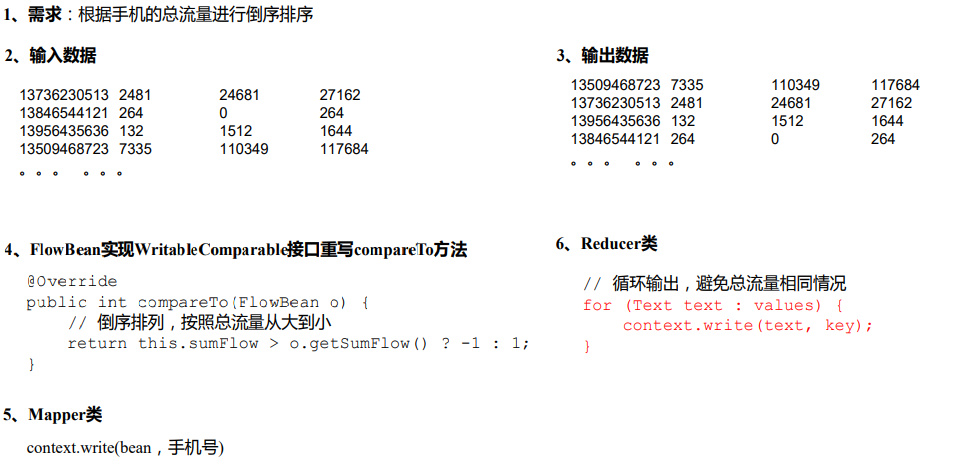 1、需求：根据手机的总流量进行倒序排序
2、输入数据
13736230513 2481 24681 27162
13846544121 264 0 264
13956435636 132 1512 1644
13509468723 7335 110349 117684
。。。 。。。
3、输出数据
13509468723 7335 110349 117684
13736230513 2481 24681 27162
13956435636 132 1512 1644
13846544121 264 0 264
。。。 。。。
4、FlowBean实现WritableComparable接口重写compareTo方法
@Override
public int compareTo(FlowBean o) {
// 倒序排列，按照总流量从大到小
return this.sumFlow > o.getSumFlow() ? -1 : 1;
}
5、Mapper类
context.write(bean，手机号)
6、Reducer类
// 循环输出，避免总流量相同情况
for (Text text : values) {
context.write(text, key);
}